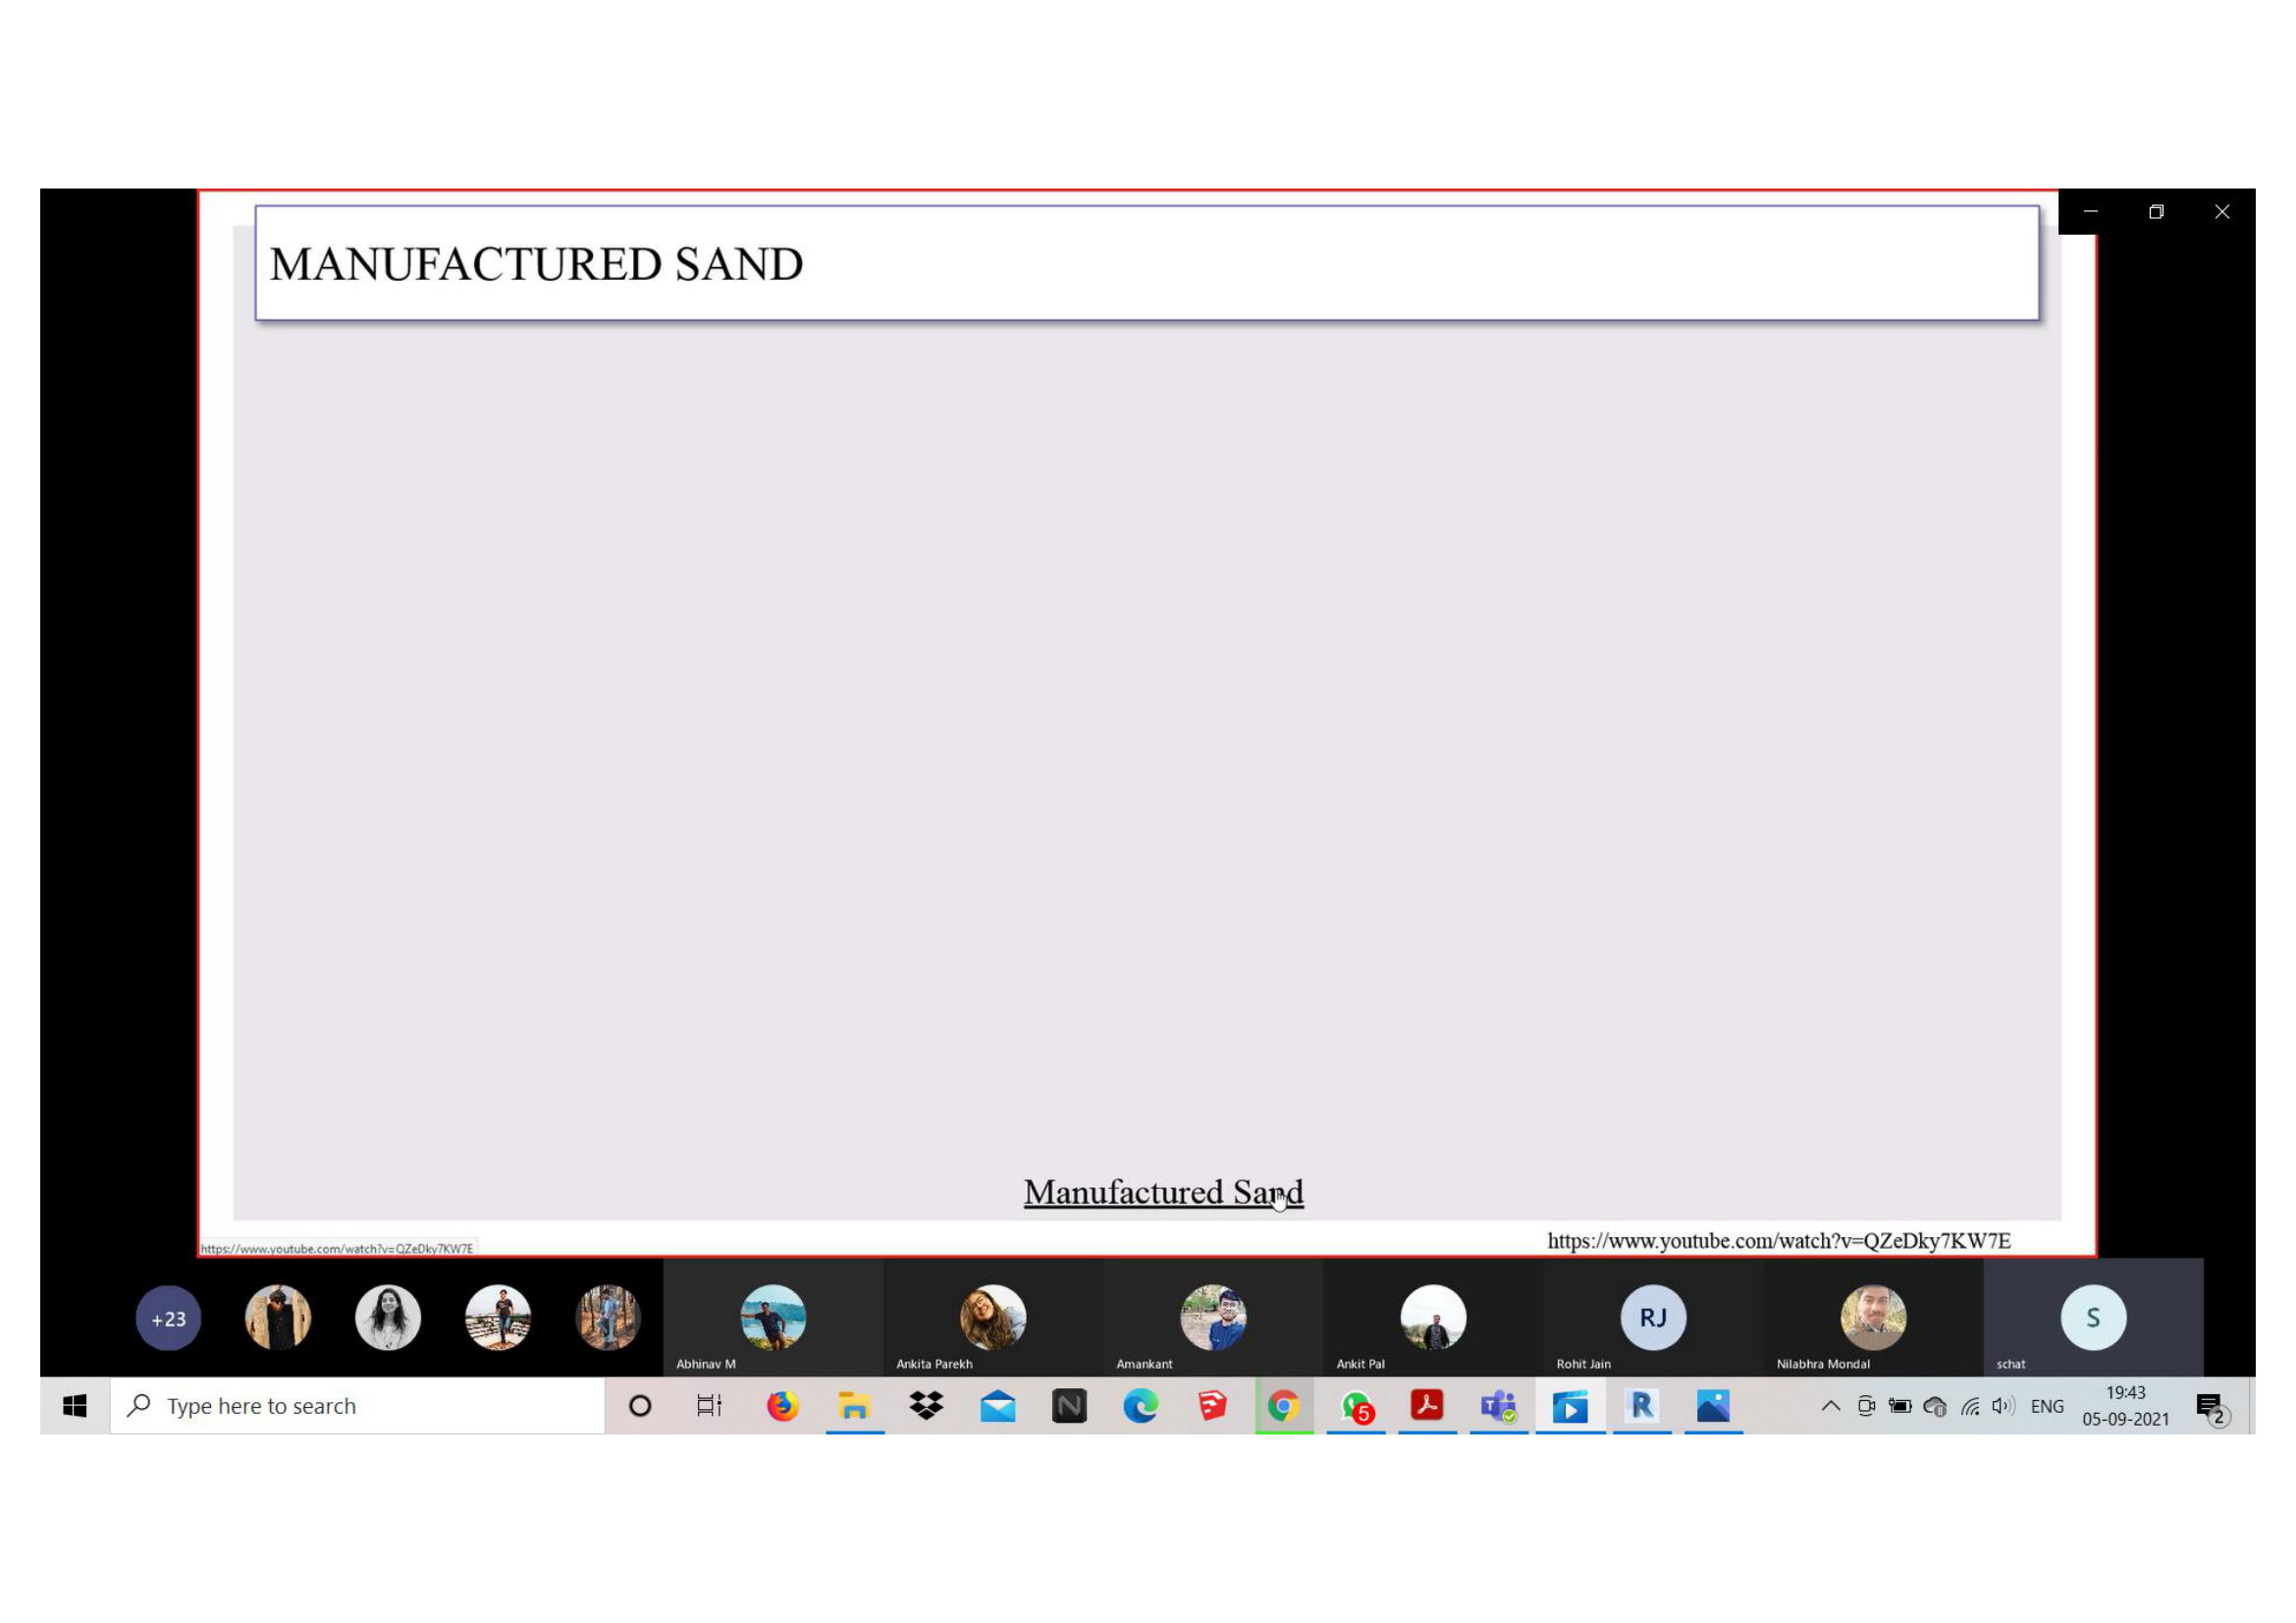 MANUFACTURED SAND
Manufactured Sand
https://www.youtube.com/watch?v=QZeDky7KW7E
https://www.youtube.com/watch?v=QZeDky7KW7E
+23
Abhinav M
Ankita Parekh
Amankant
Ankit Pal
RJ
Rohit Jain
Nilabhra Mondal
S
schat
Type here to search
N
5
T
R
ENG
19:43
05-09-2021
2